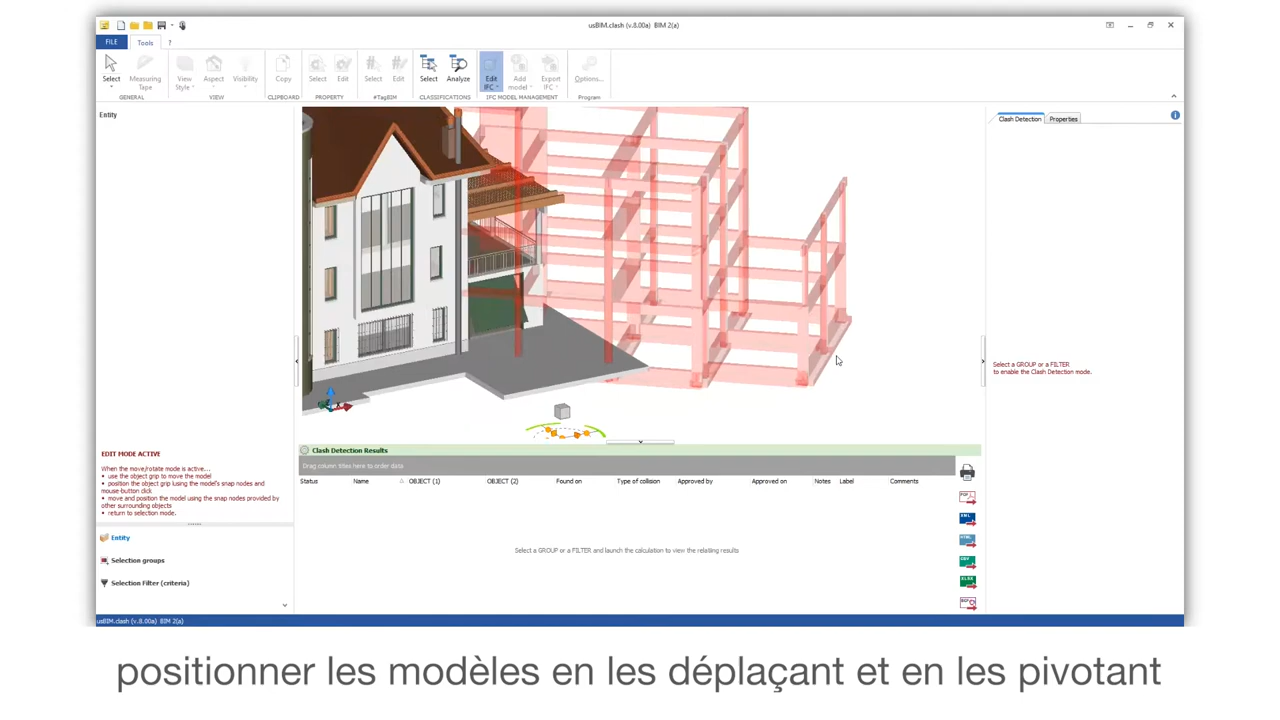 usBIM.clash (v.8.00a)  BIM 2(a)
FILE
Tools
?
Select
Measuring Tape
View Style
Aspect
Visibility
Copy
Select
Edit
Select
Edit
Select
Analyze
Edit IFC
Add model
Export IFC
Options...
GENERAL
VIEW
CLIPBOARD
PROPERTY
#TagBIM
CLASSIFICATIONS
IFC MODEL MANAGEMENT
Program
Entity
Clash Detection
Properties
Select a GROUP or a FILTER
to enable the Clash Detection mode.
EDIT MODE ACTIVE
When the move/rotate mode is active...
• use the object grip to move the model
• position the object grip (using the model's snap nodes and
mouse-button click
• move and position the model using the snap nodes provided by
other surrounding objects
• return to selection mode.
Entity
Selection groups
Selection Filter (criteria)
Clash Detection Results
Drag column titles here to order data
Status Name OBJECT (1) OBJECT (2) Found on Type of collision Approved by Approved on Notes Label Comments
Select a GROUP or a FILTER and launch the calculation to view the relaiting results
PDF
XML
HTML
XLSX
BCF
usBIM.clash (v.8.00a)  BIM 2(a)
positionner les modèles en les déplaçant et en les pivotant